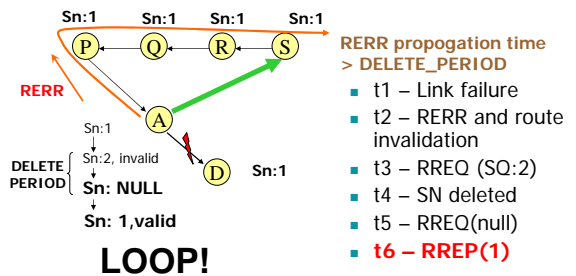 Sn:1
Sn:1
Sn:1
Sn:1
P
Q
R
S
RERR
A
D
Sn:1
Sn:1
Sn:2, invalid
DELETE
PERIOD
Sn: NULL
Sn: 1,valid
LOOP!
RERR propogation time
> DELETE_PERIOD
t1 – Link failure
t2 – RERR and route
invalidation
t3 – RREQ (SQ:2)
t4 – SN deleted
t5 – RREQ(null)
t6 – RREP(1)